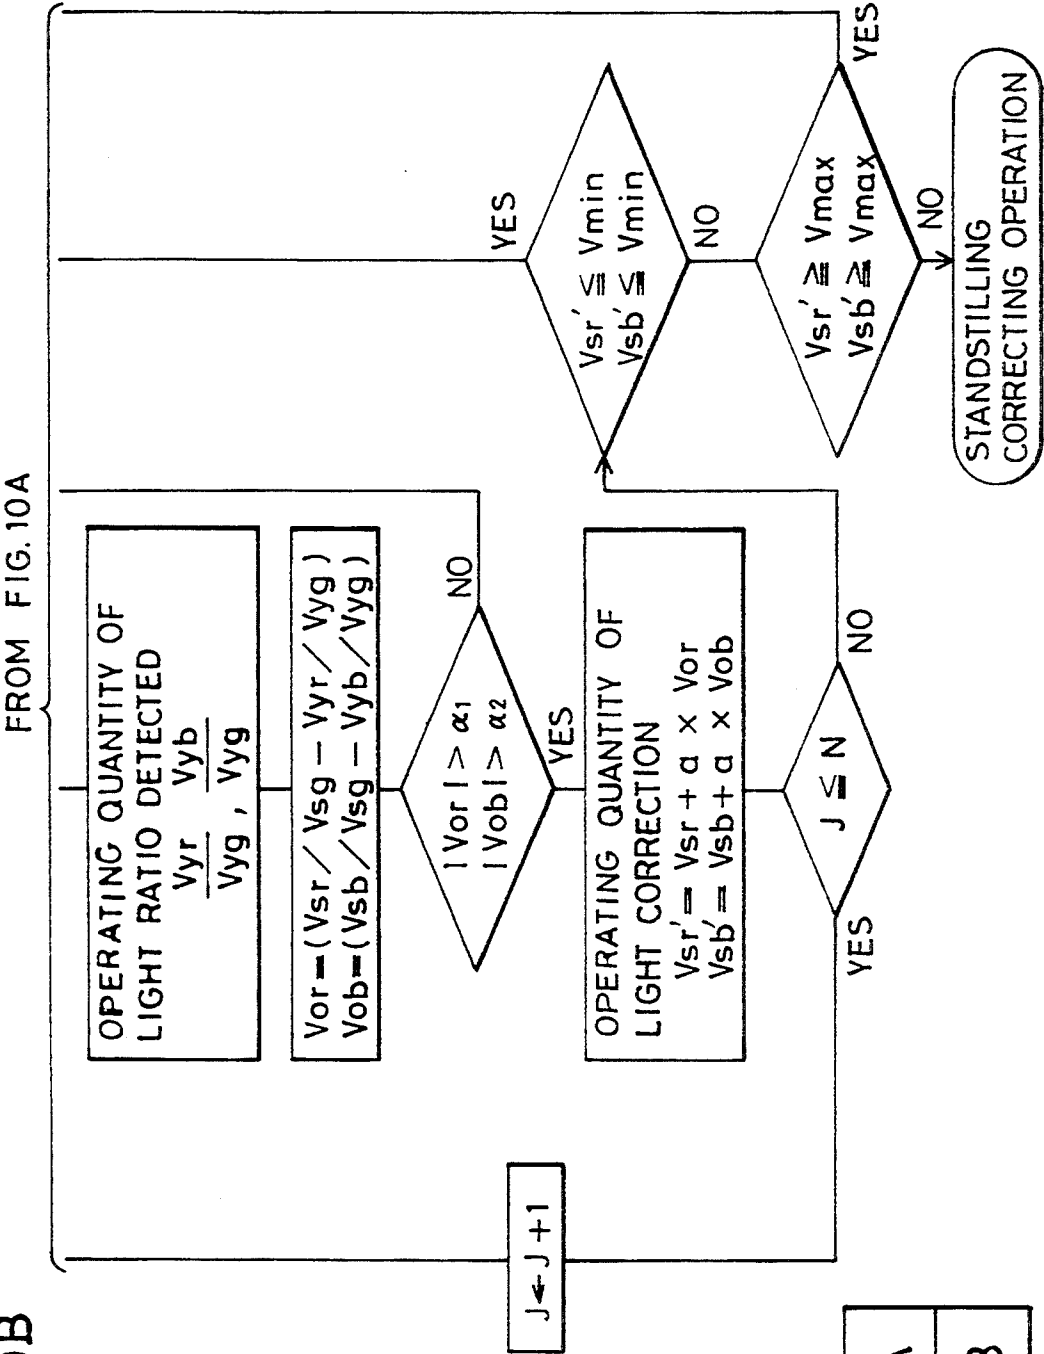 FROM FIG. 10A
OPERATING QUANTITY OF
LIGHT RATIO DETECTED
Vyr Vyb
Vyg , Vyg
Vor=(Vsr/Vsg-Vyr/Vyg)
Vob=(Vsb/Vsg-Vyb/Vyg)
|Vor|> α1
|Vob|> α2
NO
YES
OPERATING QUANTITY OF
LIGHT CORRECTION
Vsr'= Vsr + a × Vor
Vsb'= Vsb + a × Vob
J ≦ N
YES
NO
J←J+1
Vsr' ≦ Vmin
Vsb' ≦ Vmin
YES
NO
Vsr' ≧ Vmax
Vsb' ≧ Vmax
YES
NO
STANDSTILLING
CORRECTING OPERATION